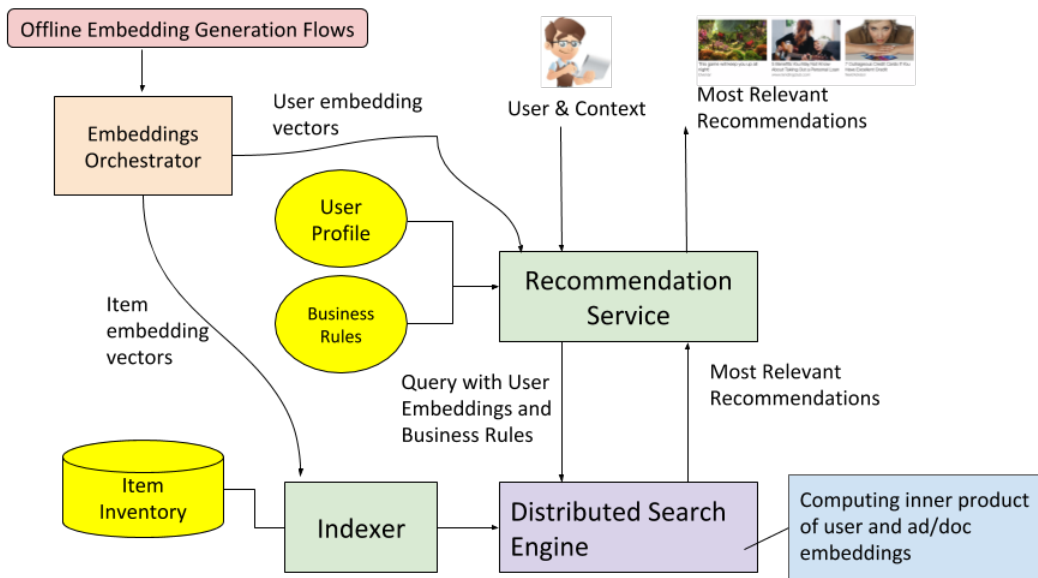 Offline Embedding Generation Flows
Embeddings
Orchestrator
User embedding
vectors
User & Context
Most Relevant
Recommendations
User
Profile
Business
Rules
Recommendation
Service
Item
embedding
vectors
Query with User
Embeddings and
Business Rules
Most Relevant
Recommendations
Item
Inventory
Indexer
Distributed Search
Engine
Computing inner product
of user and ad/doc
embeddings